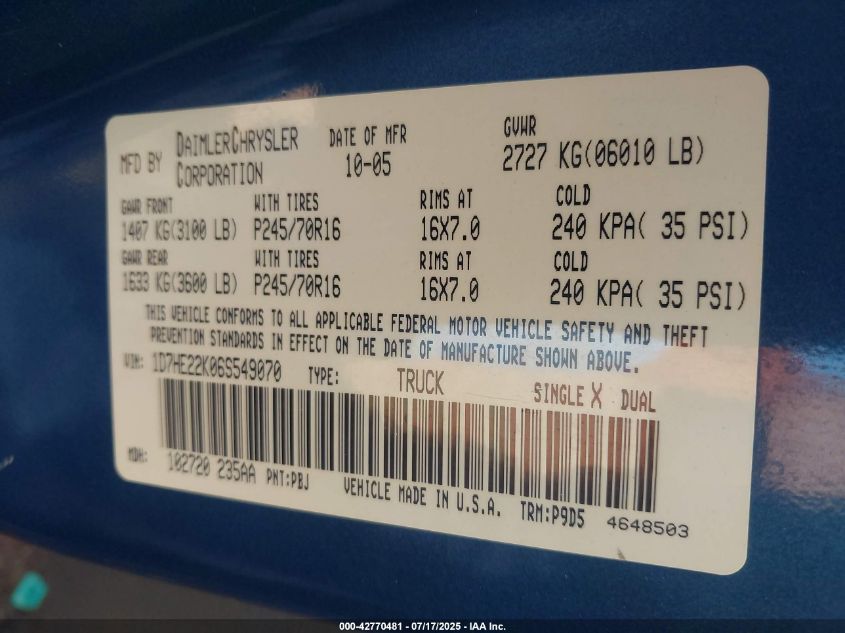 MFD BY DAIMLERCHRYSLER CORPORATION DATE OF MFR 10-05 GVWR 2727 KG(06010 LB)
GAWR FRONT WITH TIRES RIMS AT COLD
1407 KG(3100 LB) P245/70R16 16X7.0 240 KPA( 35 PSI)
GAWR REAR WITH TIRES RIMS AT COLD
1633 KG(3600 LB) P245/70R16 16X7.0 240 KPA( 35 PSI)
THIS VEHICLE CONFORMS TO ALL APPLICABLE FEDERAL MOTOR VEHICLE SAFETY AND THEFT
PREVENTION STANDARDS IN EFFECT ON THE DATE OF MANUFACTURE SHOWN ABOVE.
VIN: 1D7HE22K06S549070 TYPE: TRUCK SINGLE X DUAL
MDH: 102720 235AA PNT:PBJ VEHICLE MADE IN U.S.A. TRM:P9D5 4648503
000-42770481 - 07/17/2025 - IAA Inc.